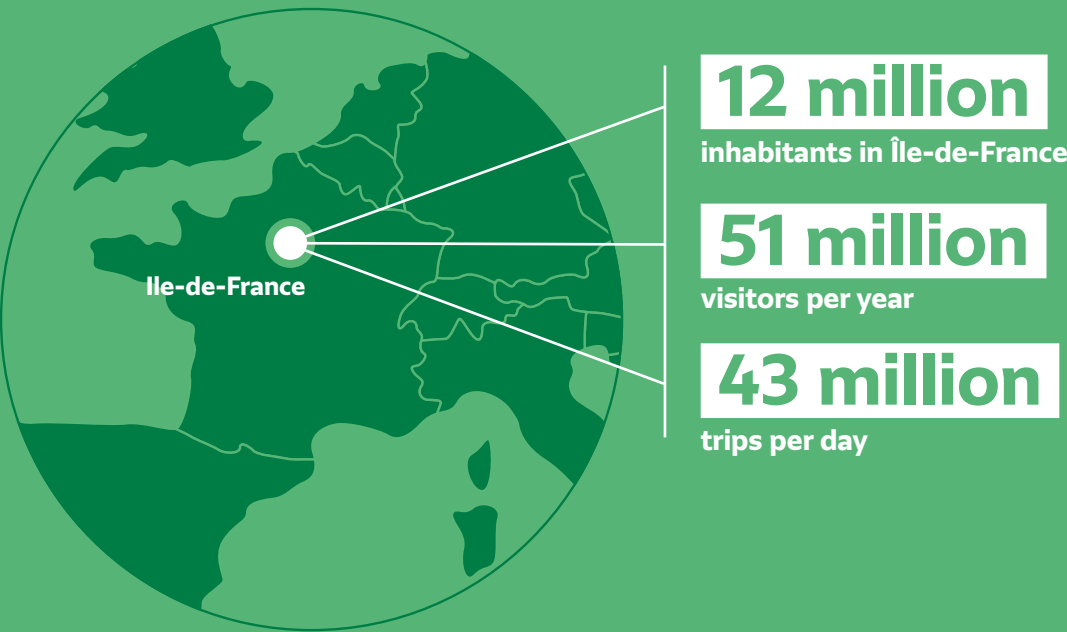 12 million
inhabitants in Île-de-France
51 million
visitors per year
43 million
trips per day
Ile-de-France